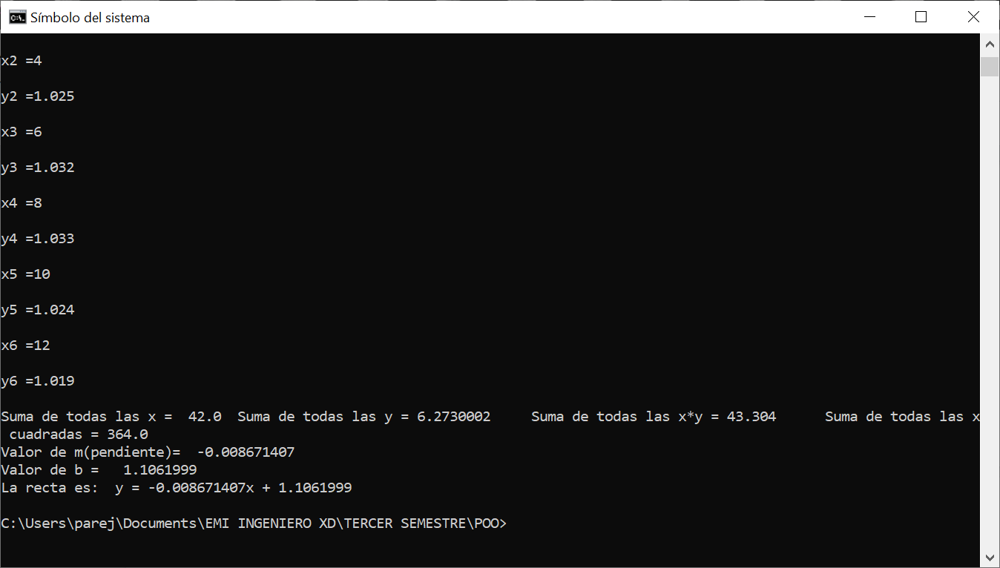 Símbolo del sistema
x2 =4
y2 =1.025
x3 =6
y3 =1.032
x4 =8
y4 =1.033
x5 =10
y5 =1.024
x6 =12
y6 =1.019
Suma de todas las x =  42.0  Suma de todas las y = 6.2730002     Suma de todas las x*y = 43.304      Suma de todas las x
 cuadradas = 364.0
Valor de m(pendiente)=  -0.008671407
Valor de b =   1.1061999
La recta es:  y = -0.008671407x + 1.1061999
C:\Users\parej\Documents\EMI INGENIERO XD\TERCER SEMESTRE\POO>